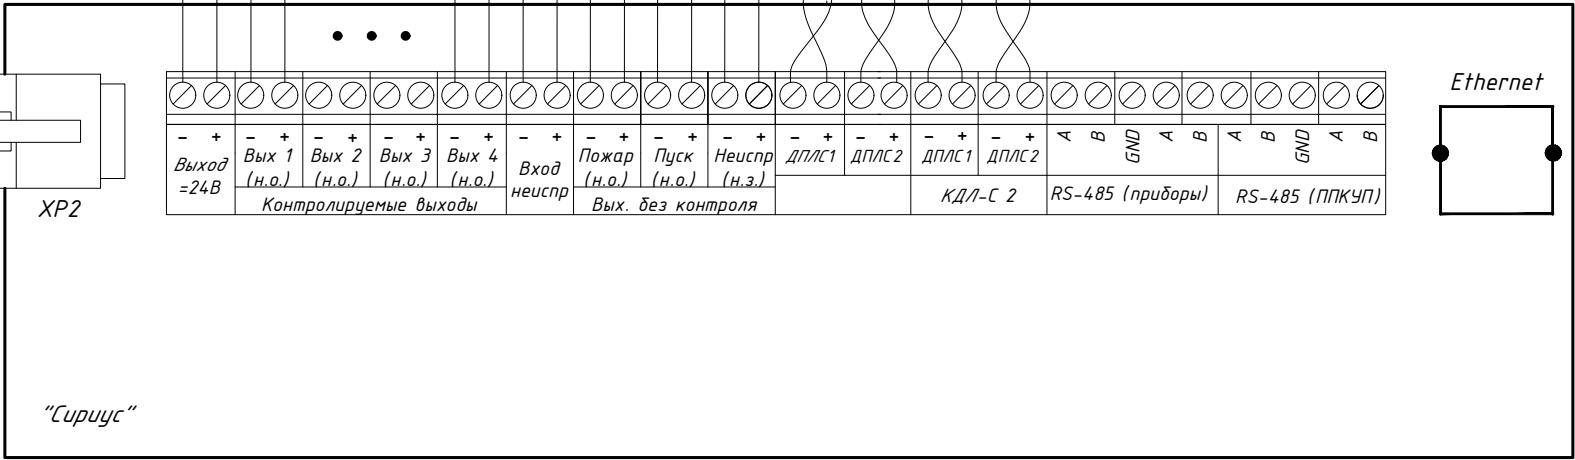 Ethernet
- + - + - + - + - + - + - + - + - + - + - + - + - + A B GND A B A B GND A B
Выход Вых 1 Вых 2 Вых 3 Вых 4 Вход Пожар Пуск Неиспр ДПЛС1 ДПЛС2 ДПЛС1 ДПЛС2
=24В (н.о.) (н.о.) (н.о.) (н.о.) неиспр (н.о.) (н.о.) (н.з.)
Контролируемые выходы Вых. без контроля КДЛ-С 2 RS-485 (приборы) RS-485 (ППКУП)
XP2
"Сириус"